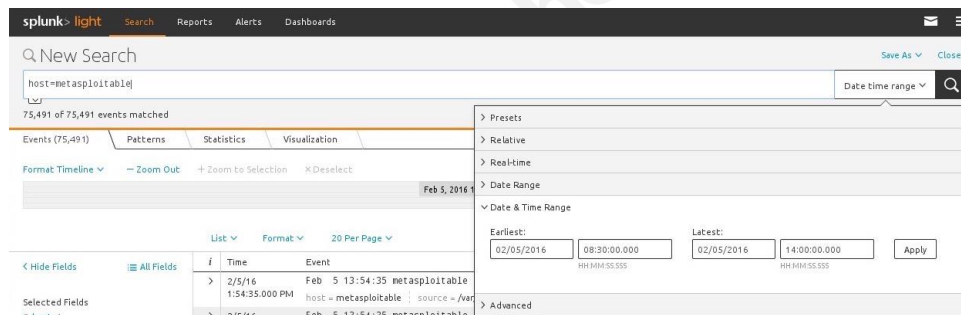 splunk> light Search Reports Alerts Dashboards
New Search
Save As Close
host=metasploitable
Date time range
75,491 of 75,491 events matched
Events (75,491) Patterns Statistics Visualization
Format Timeline — Zoom Out + Zoom to Selection × Deselect
Feb 5, 2016 1
List Format 20 Per Page
< Hide Fields All Fields
i Time Event
> 2/5/16 1:54:35.000 PM
Feb 5 13:54:35 metasploitable
host = metasploitable source = /var
Selected Fields
> Presets
> Relative
> Real-time
> Date Range
Date & Time Range
Earliest: Latest:
02/05/2016 08:30:00.000 02/05/2016 14:00:00.000 Apply
HH:MM:SS.SSS HH:MM:SS.SSS
> Advanced